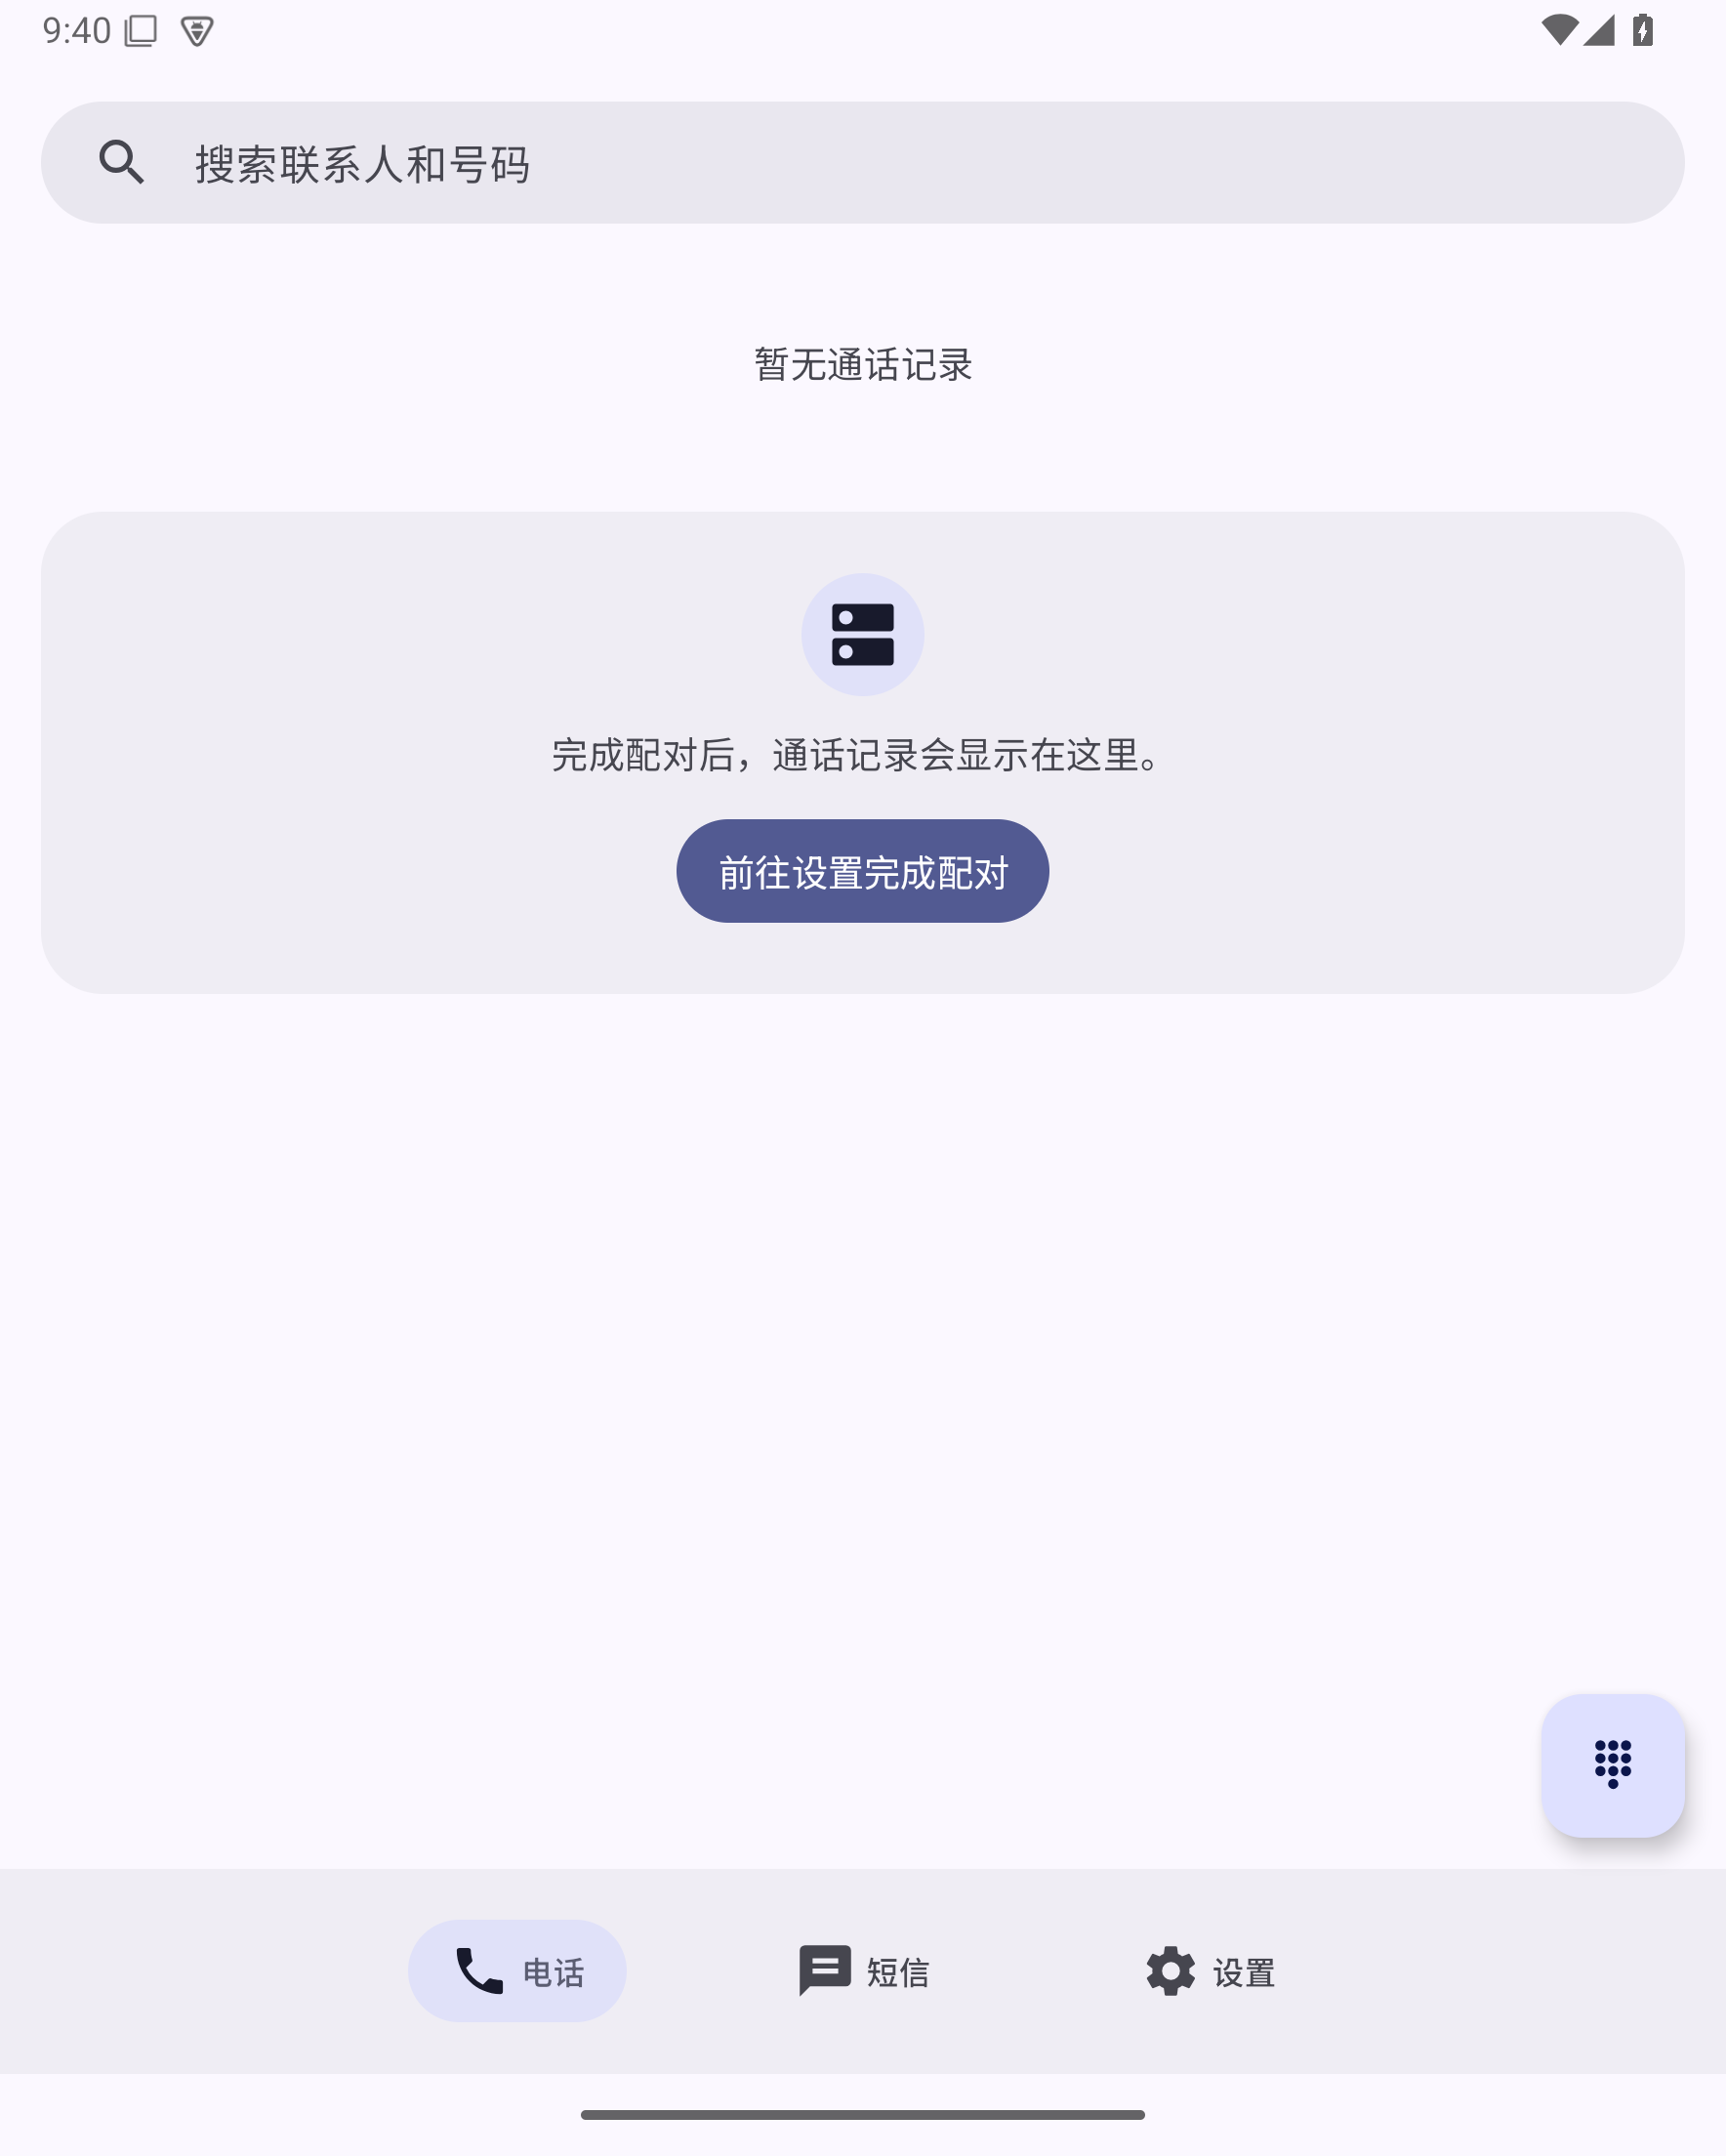 9:40
搜索联系人和号码
暂无通话记录
完成配对后，通话记录会显示在这里。
前往设置完成配对
电话
短信
设置